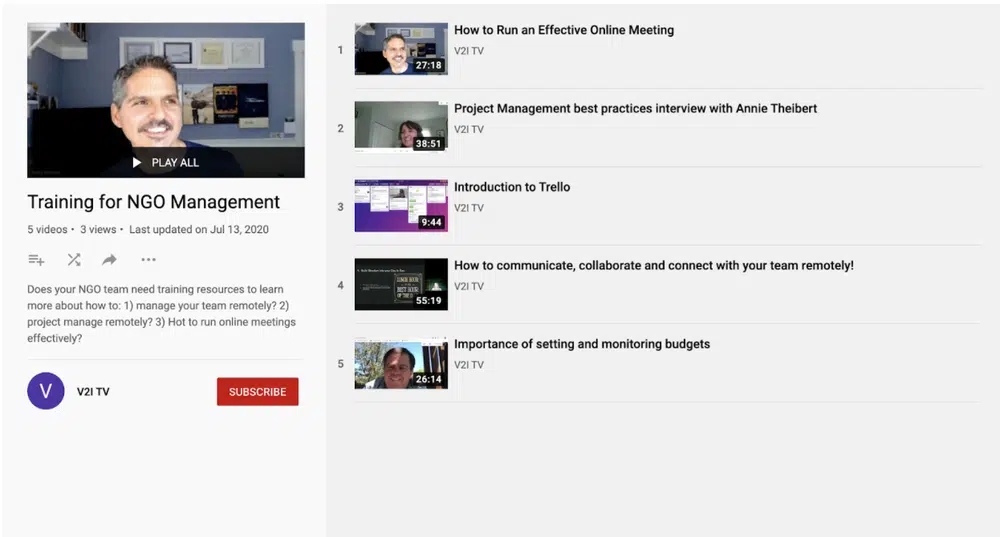 PLAY ALL
Training for NGO Management
5 videos • 3 views • Last updated on Jul 13, 2020
Does your NGO team need training resources to learn
more about how to: 1) manage your team remotely? 2)
project manage remotely? 3) Hot to run online meetings
effectively?
V
V2I TV
SUBSCRIBE
1
How to Run an Effective Online Meeting
V2I TV
27:18
2
Project Management best practices interview with Annie Theibert
V2I TV
38:51
3
Introduction to Trello
V2I TV
9:44
4
How to communicate, collaborate and connect with your team remotely!
V2I TV
55:19
5
Importance of setting and monitoring budgets
V2I TV
26:14